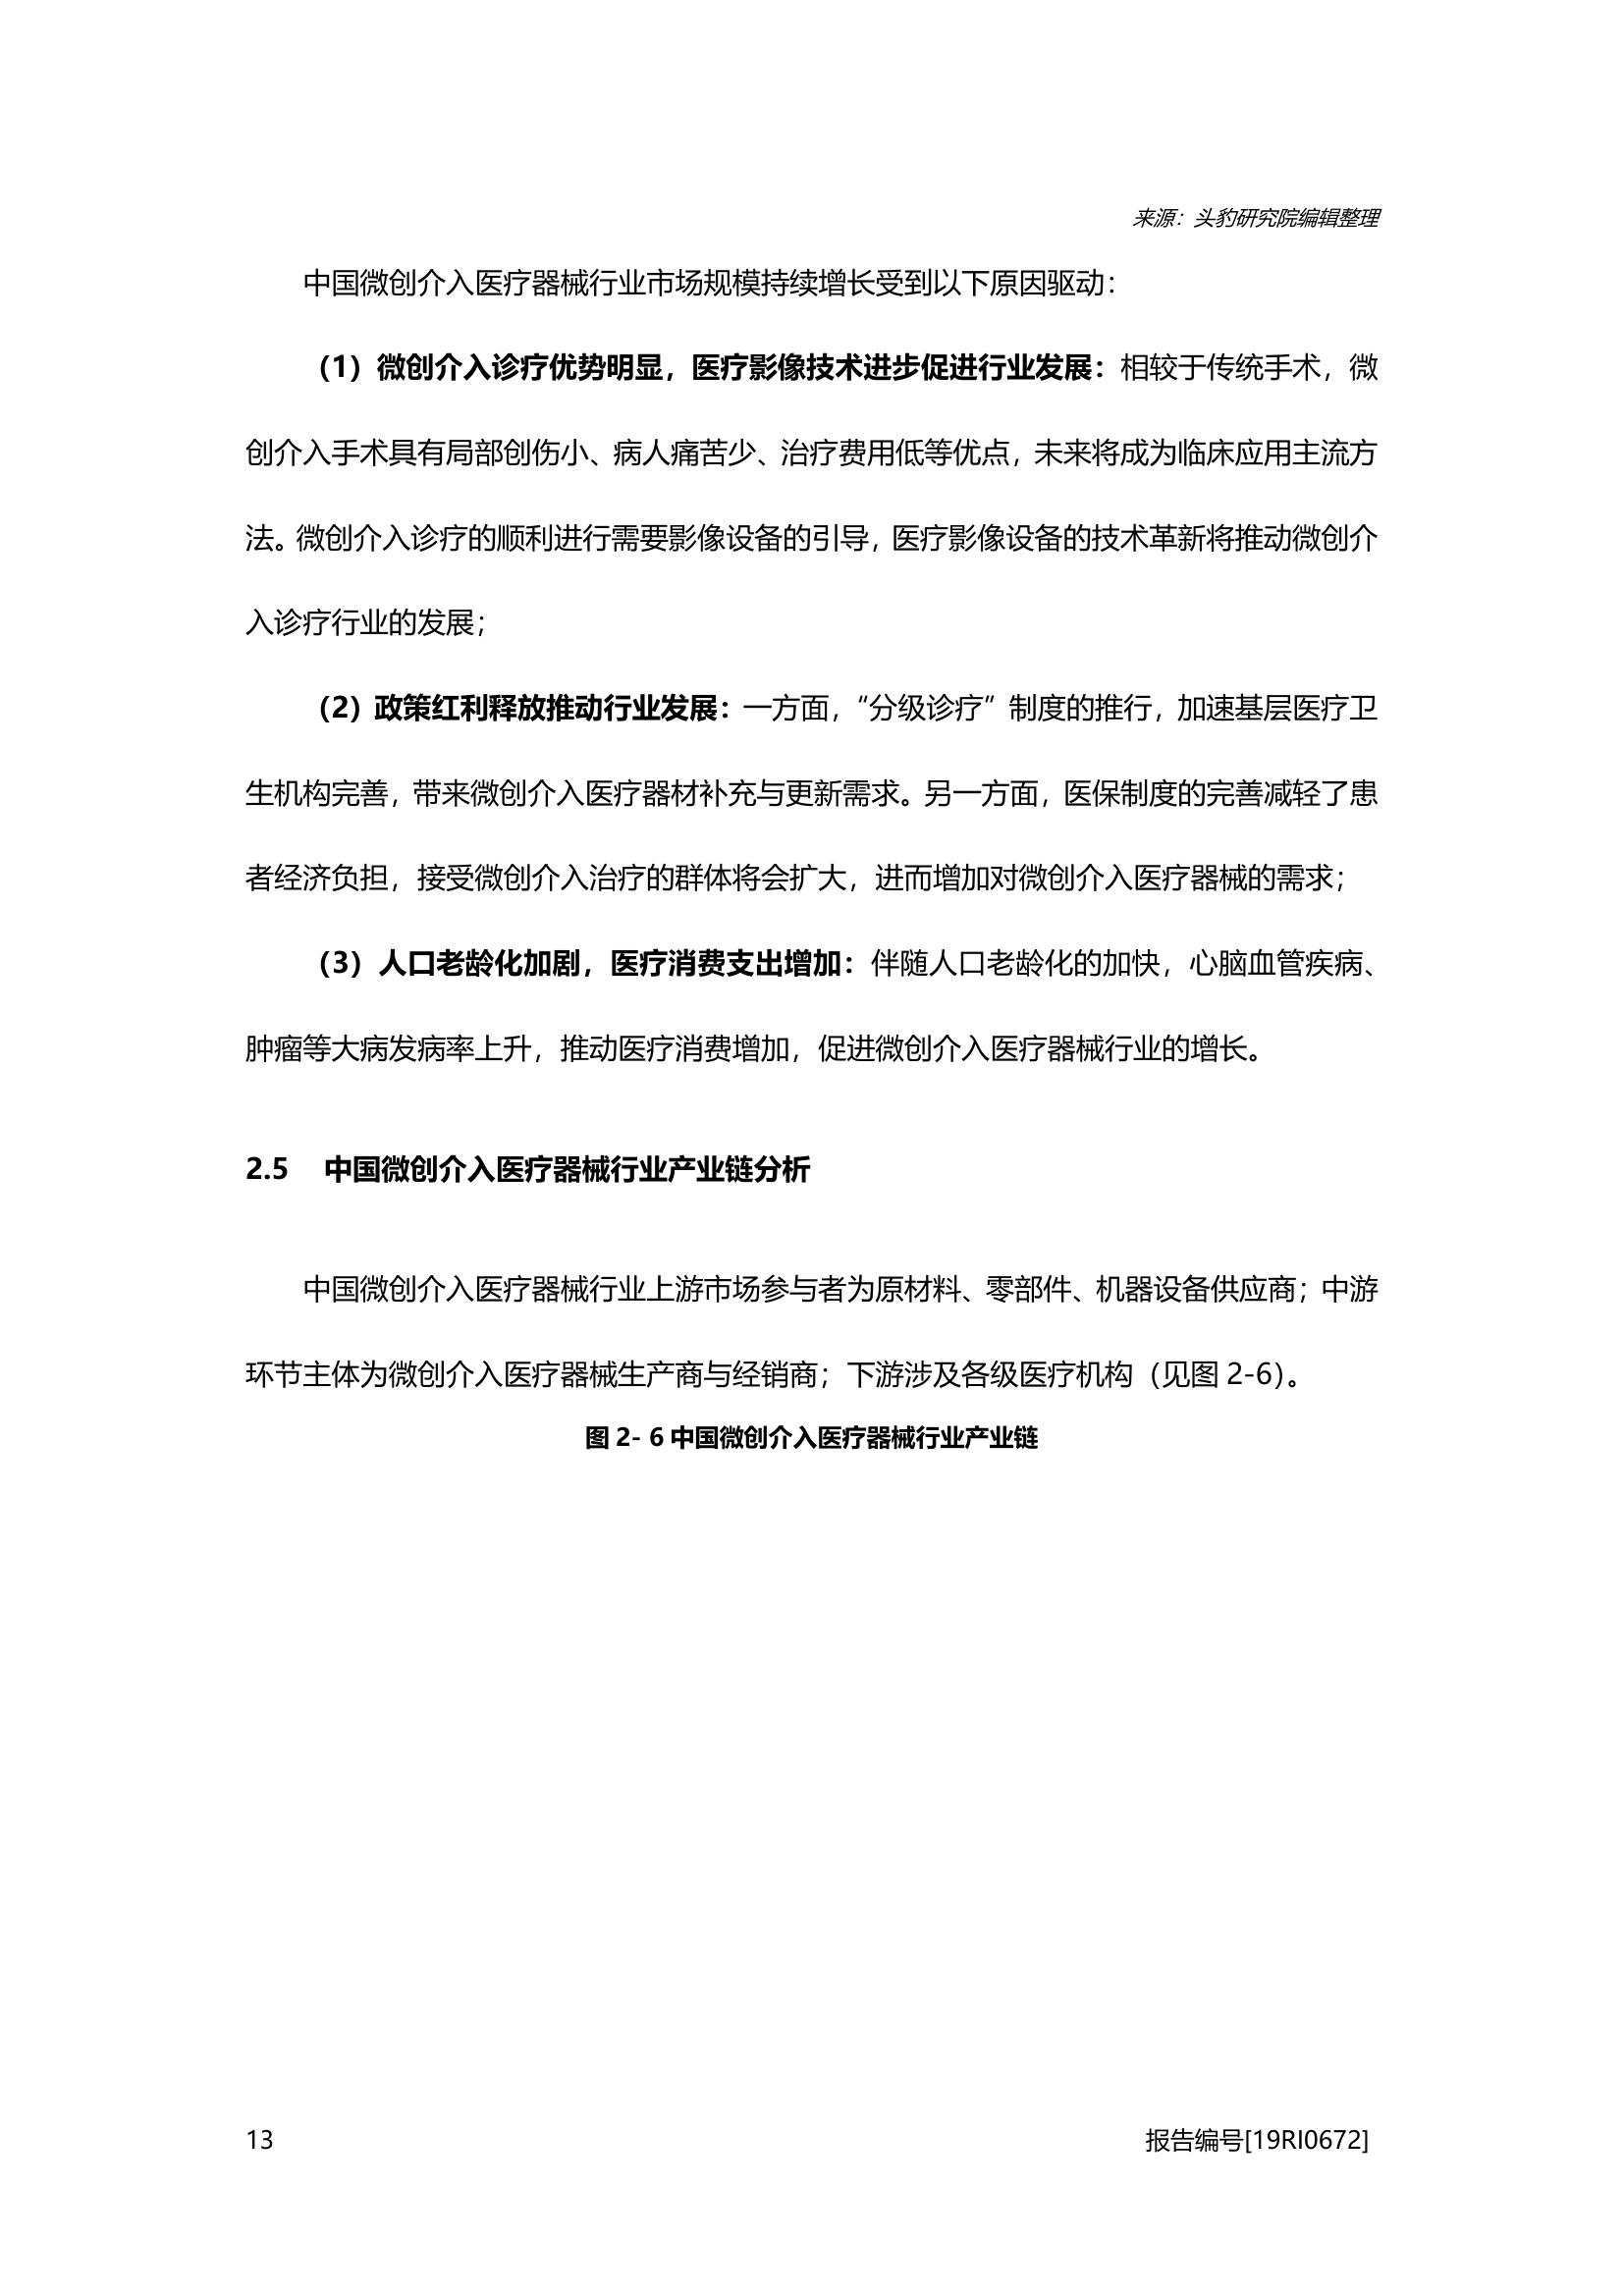 来源：头豹研究院编辑整理
中国微创介入医疗器械行业市场规模持续增长受到以下原因驱动：
（1）微创介入诊疗优势明显，医疗影像技术进步促进行业发展：相较于传统手术，微
创介入手术具有局部创伤小、病人痛苦少、治疗费用低等优点，未来将成为临床应用主流方
法。微创介入诊疗的顺利进行需要影像设备的引导，医疗影像设备的技术革新将推动微创介
入诊疗行业的发展；
（2）政策红利释放推动行业发展：一方面，“分级诊疗”制度的推行，加速基层医疗卫
生机构完善，带来微创介入医疗器材补充与更新需求。另一方面，医保制度的完善减轻了患
者经济负担，接受微创介入治疗的群体将会扩大，进而增加对微创介入医疗器械的需求；
（3）人口老龄化加剧，医疗消费支出增加：伴随人口老龄化的加快，心脑血管疾病、
肿瘤等大病发病率上升，推动医疗消费增加，促进微创介入医疗器械行业的增长。
2.5 中国微创介入医疗器械行业产业链分析
中国微创介入医疗器械行业上游市场参与者为原材料、零部件、机器设备供应商；中游
环节主体为微创介入医疗器械生产商与经销商；下游涉及各级医疗机构（见图 2-6）。
图 2- 6 中国微创介入医疗器械行业产业链
13
报告编号[19RI0672]